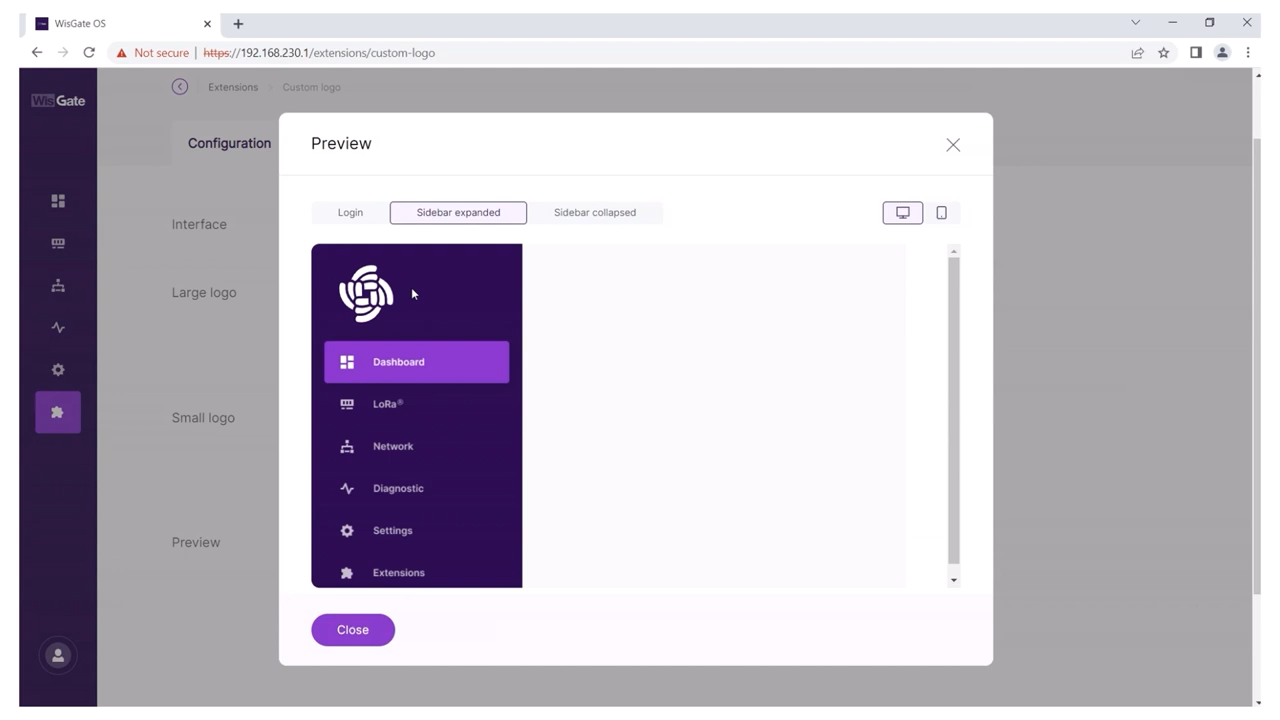 WisGate OS
Not secure
https://192.168.230.1/extensions/custom-logo
WisGate
Extensions
Custom logo
Configuration
Preview
Interface
Login
Sidebar expanded
Sidebar collapsed
Large logo
Dashboard
LoRa®
Small logo
Network
Diagnostic
Settings
Preview
Extensions
Close